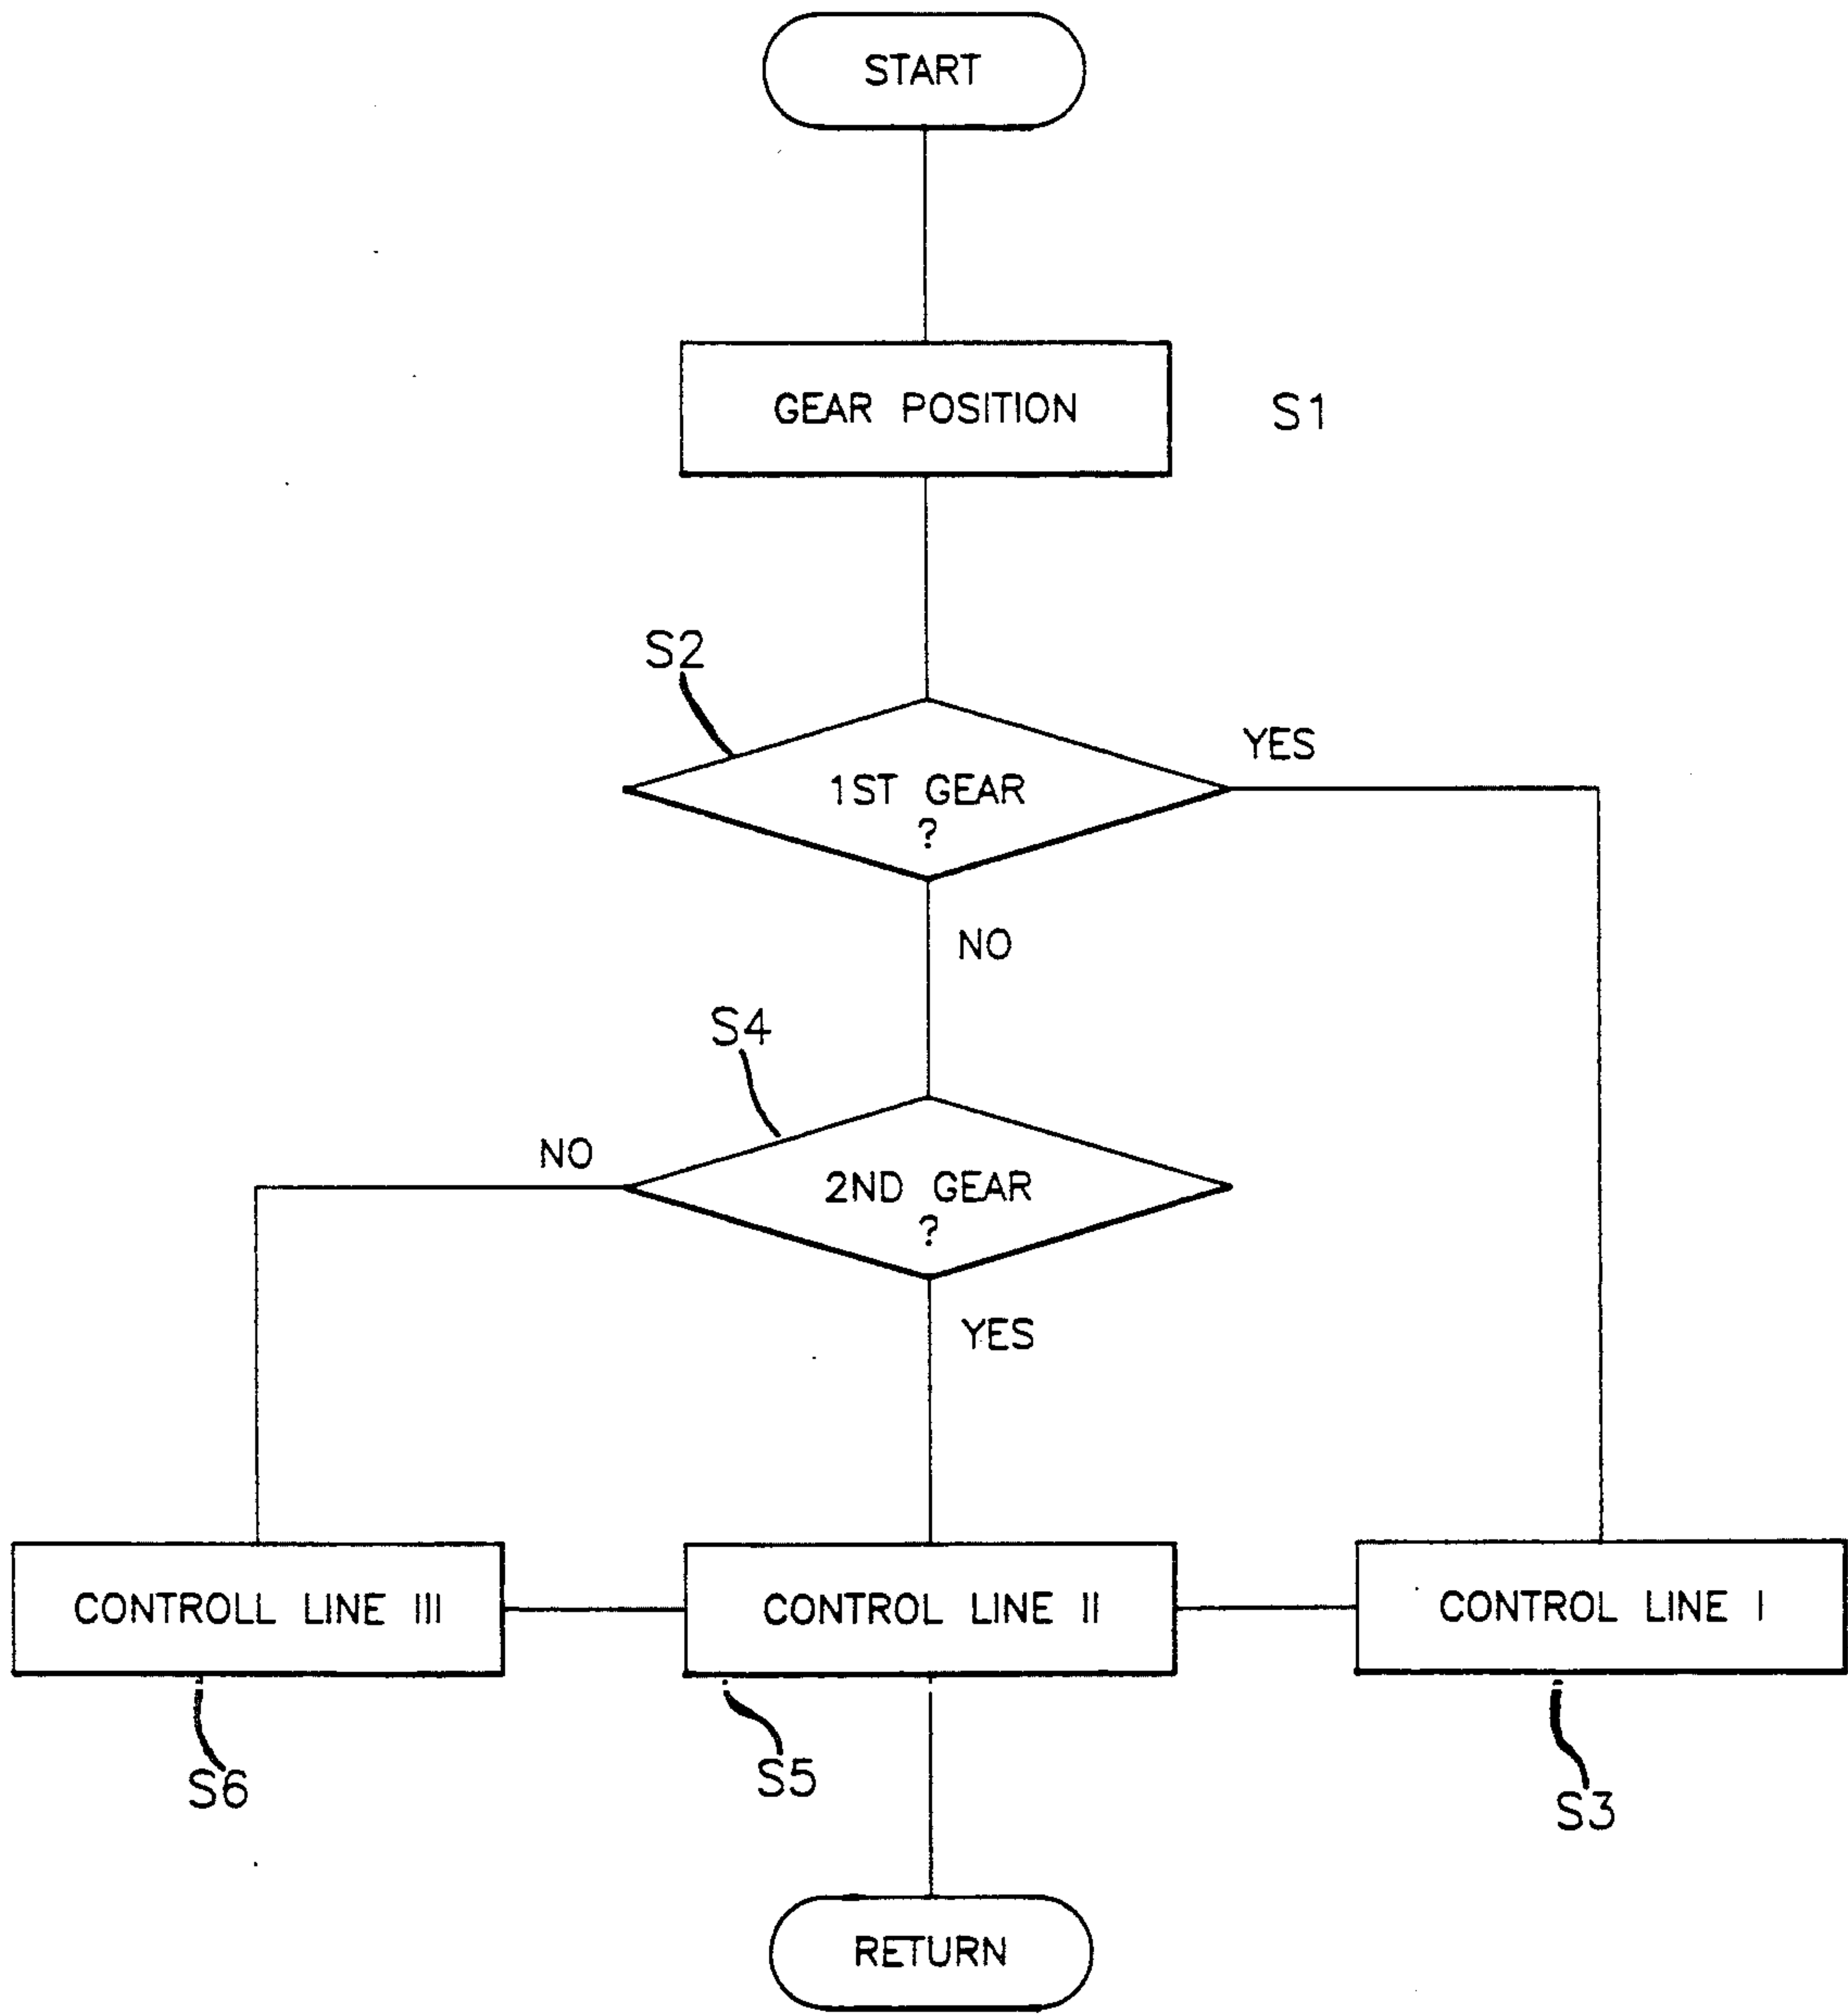 START
GEAR POSITION
S1
S2
YES
1ST GEAR
?
NO
S4
NO
2ND GEAR
?
YES
CONTROLL LINE III
CONTROL LINE II
CONTROL LINE I
S6
S5
S3
RETURN